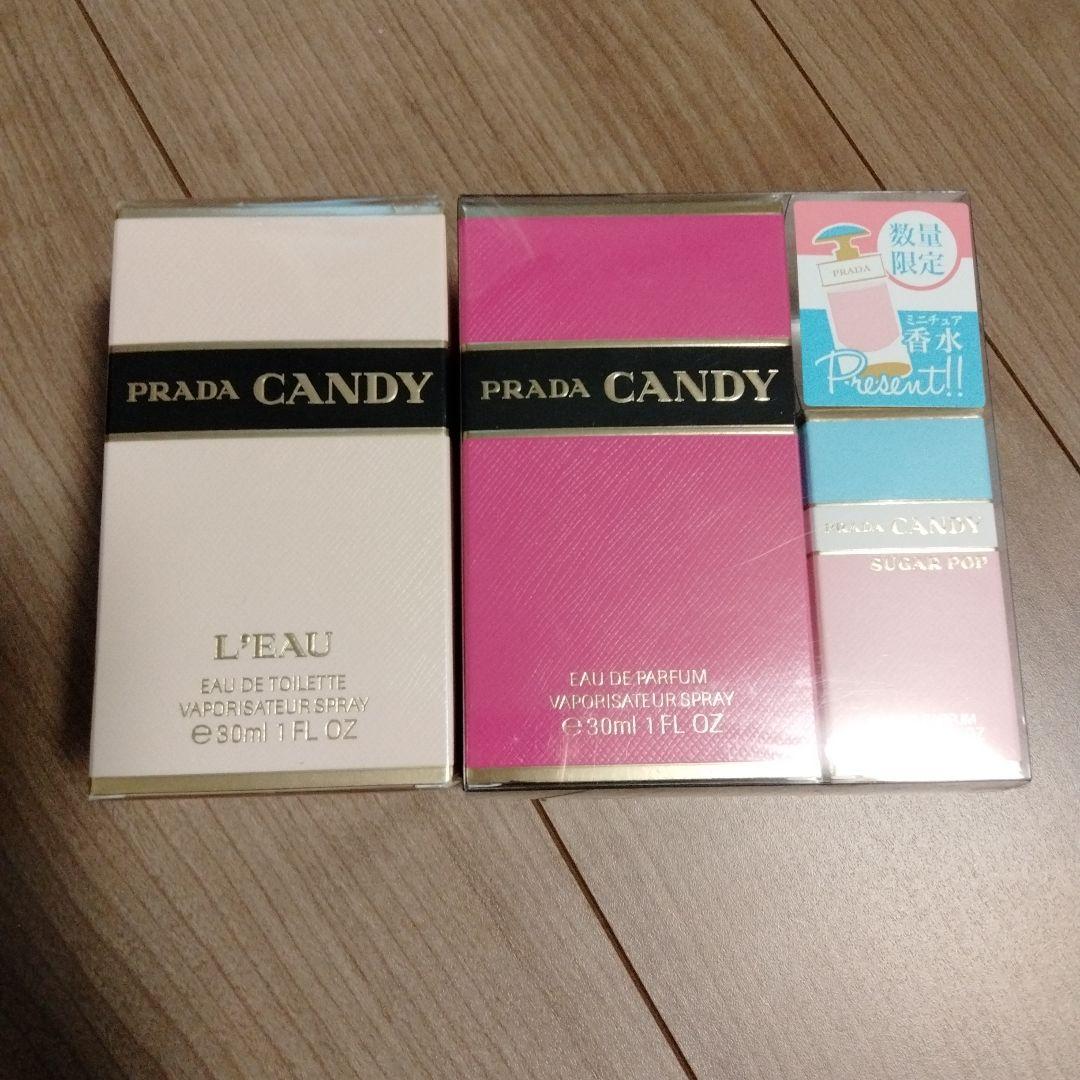 PRADA CANDY
L'EAU
EAU DE TOILETTE
VAPORISATEUR SPRAY
e30ml 1 FL OZ
PRADA CANDY
EAU DE PARFUM
VAPORISATEUR SPRAY
e30ml 1 FL OZ
数量
限定
PRADA
ミニチュア
香水
Present!!
PRADA CANDY
SUGAR POP